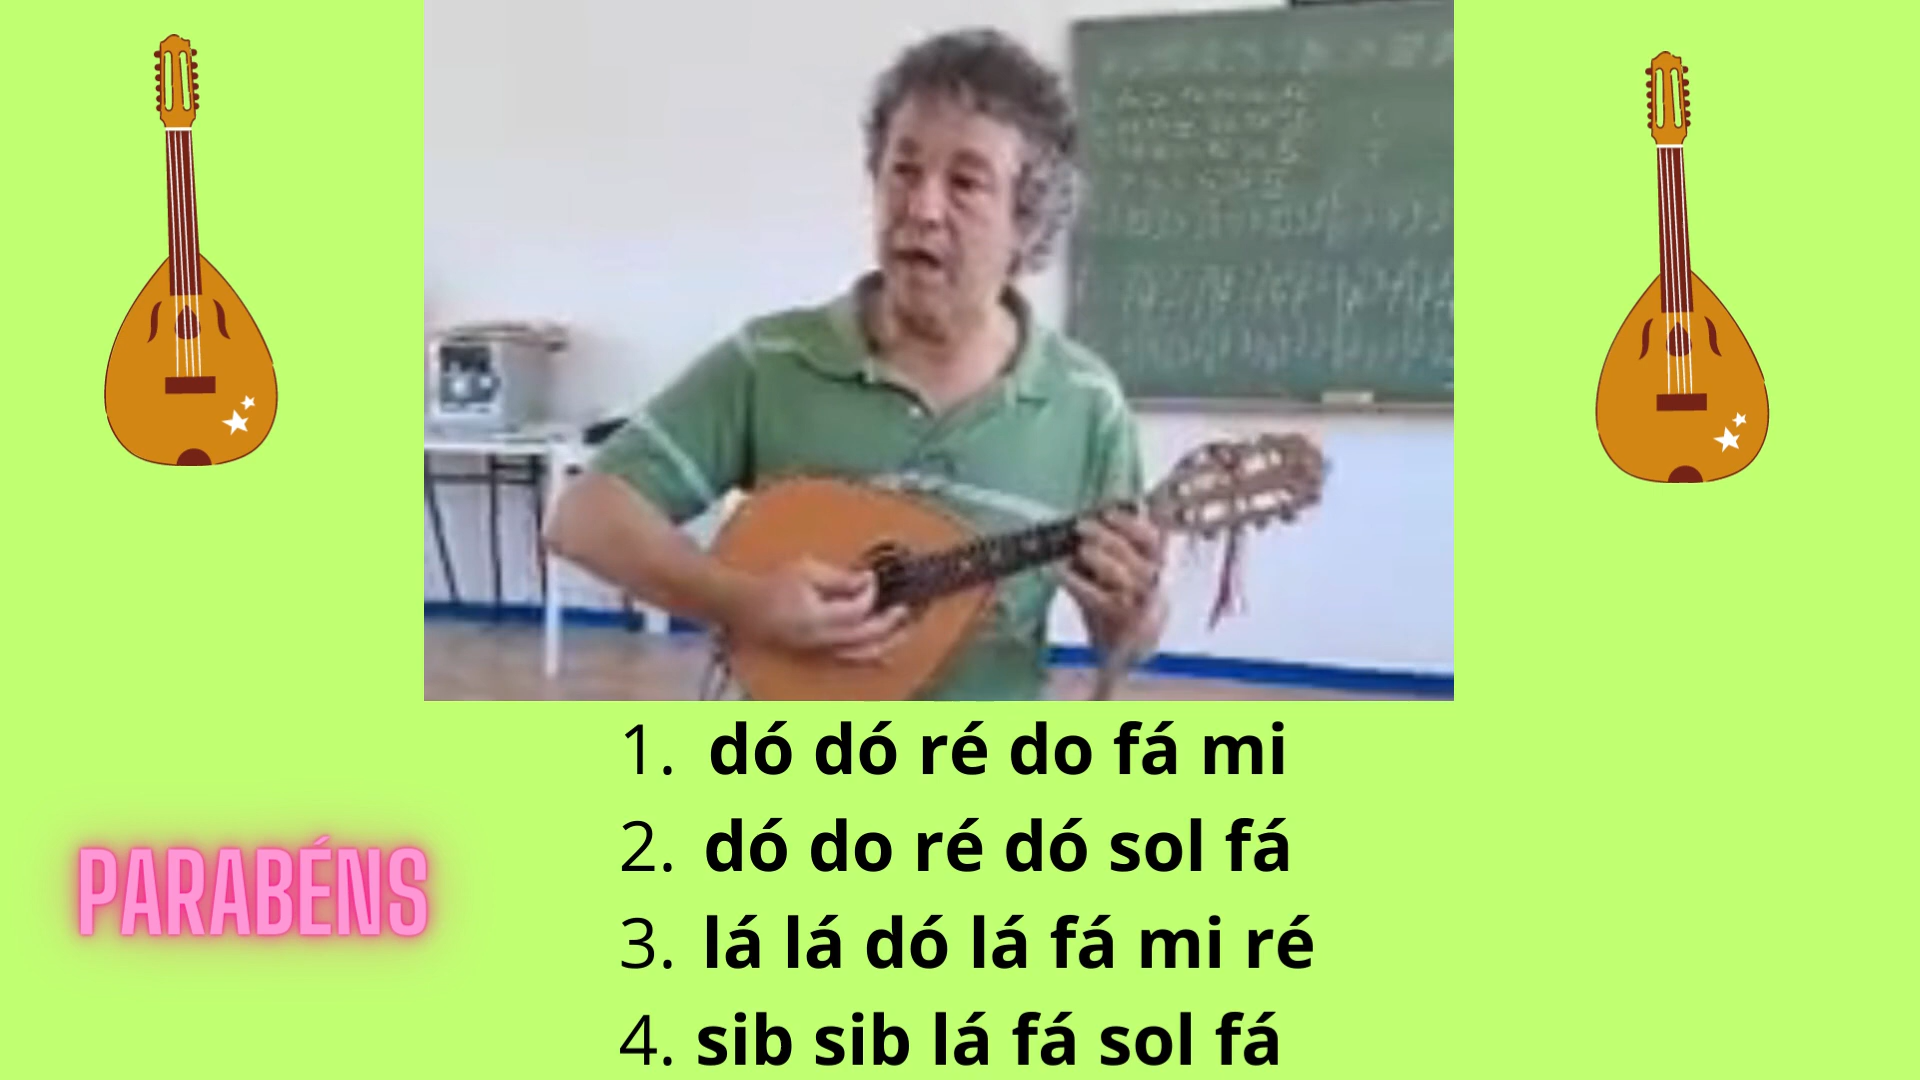 1. dó dó ré do fá mi
2. dó do ré dó sol fá
3. lá lá dó lá fá mi ré
4. sib sib lá fá sol fá
PARABÉNS